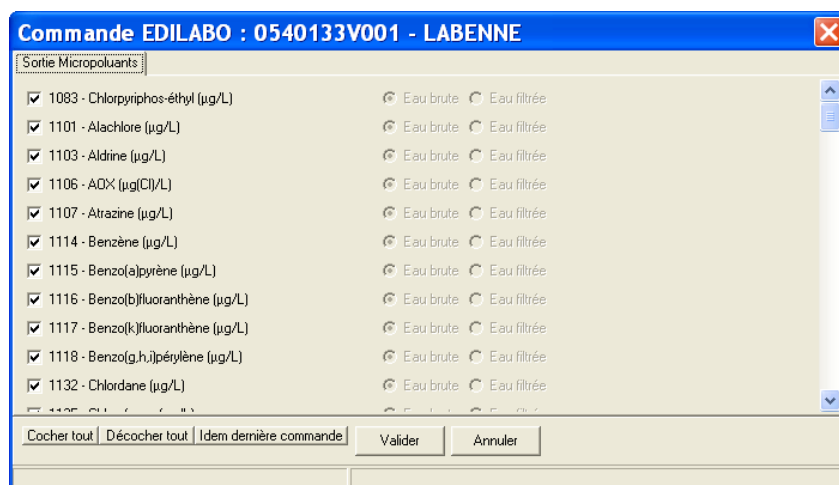 Commande EDILABO : 0540133V001 - LABENNE
Sortie Micropoluants
1083 - Chlorpyriphos-éthyl (µg/L) Eau brute Eau filtrée
1101 - Alachlore (µg/L) Eau brute Eau filtrée
1103 - Aldrine (µg/L) Eau brute Eau filtrée
1106 - AOX (µg(Cl)/L) Eau brute Eau filtrée
1107 - Atrazine (µg/L) Eau brute Eau filtrée
1114 - Benzène (µg/L) Eau brute Eau filtrée
1115 - Benzo(a)pyrène (µg/L) Eau brute Eau filtrée
1116 - Benzo(b)fluoranthène (µg/L) Eau brute Eau filtrée
1117 - Benzo(k)fluoranthène (µg/L) Eau brute Eau filtrée
1118 - Benzo(g,h,i)pérylène (µg/L) Eau brute Eau filtrée
1132 - Chlordane (µg/L) Eau brute Eau filtrée
Cocher tout Décocher tout Idem dernière commande Valider Annuler